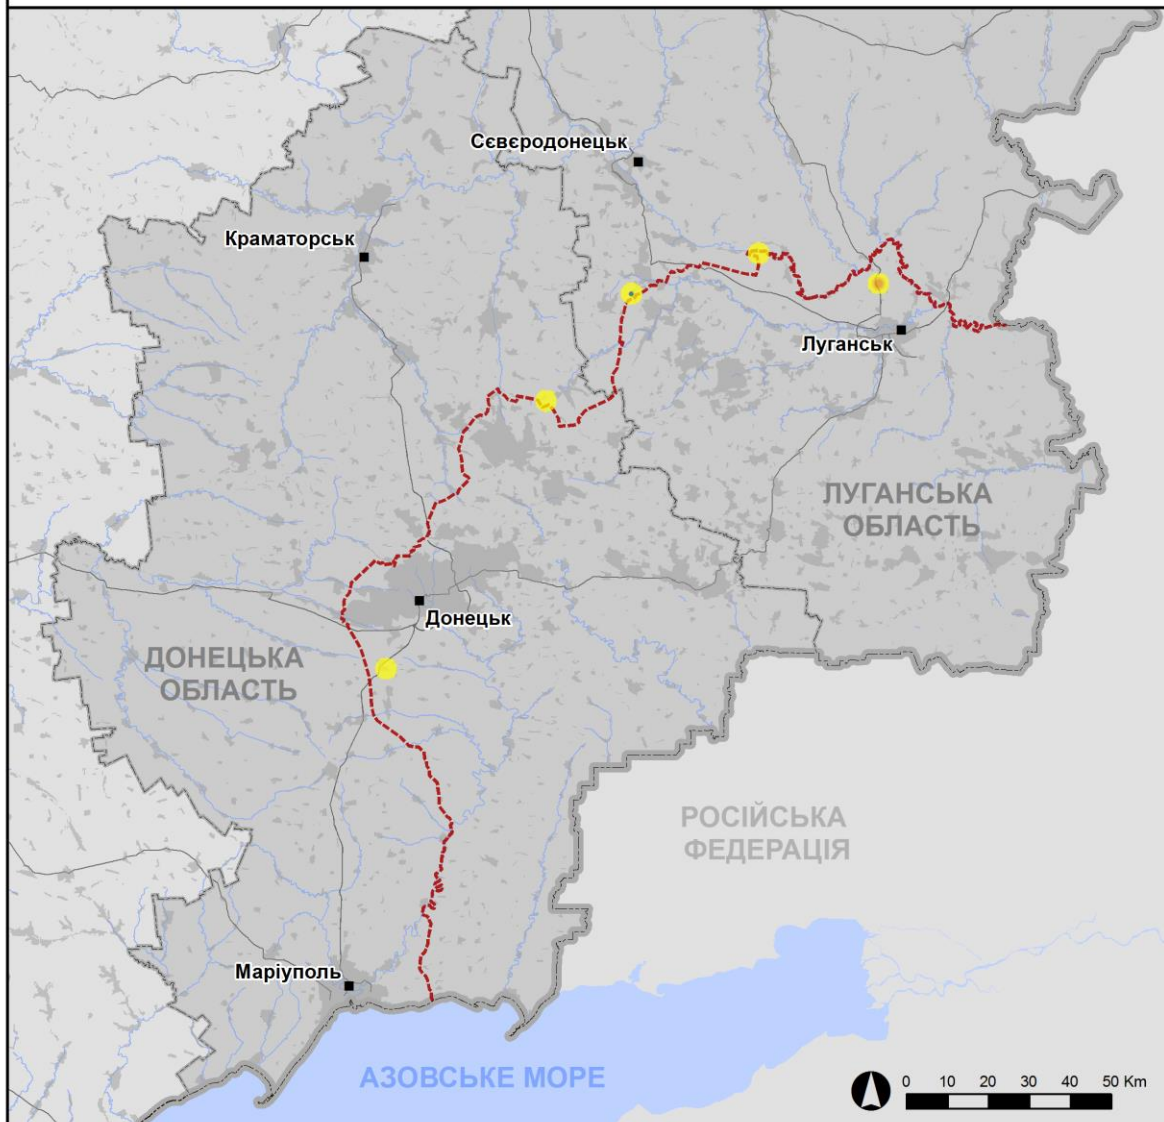 Сєвєродонецьк
Краматорськ
Луганськ
ЛУГАНСЬКА
ОБЛАСТЬ
Донецьк
ДОНЕЦЬКА
ОБЛАСТЬ
РОСІЙСЬКА
ФЕДЕРАЦІЯ
Маріуполь
АЗОВСЬКЕ МОРЕ
0 10 20 30 40 50 Km